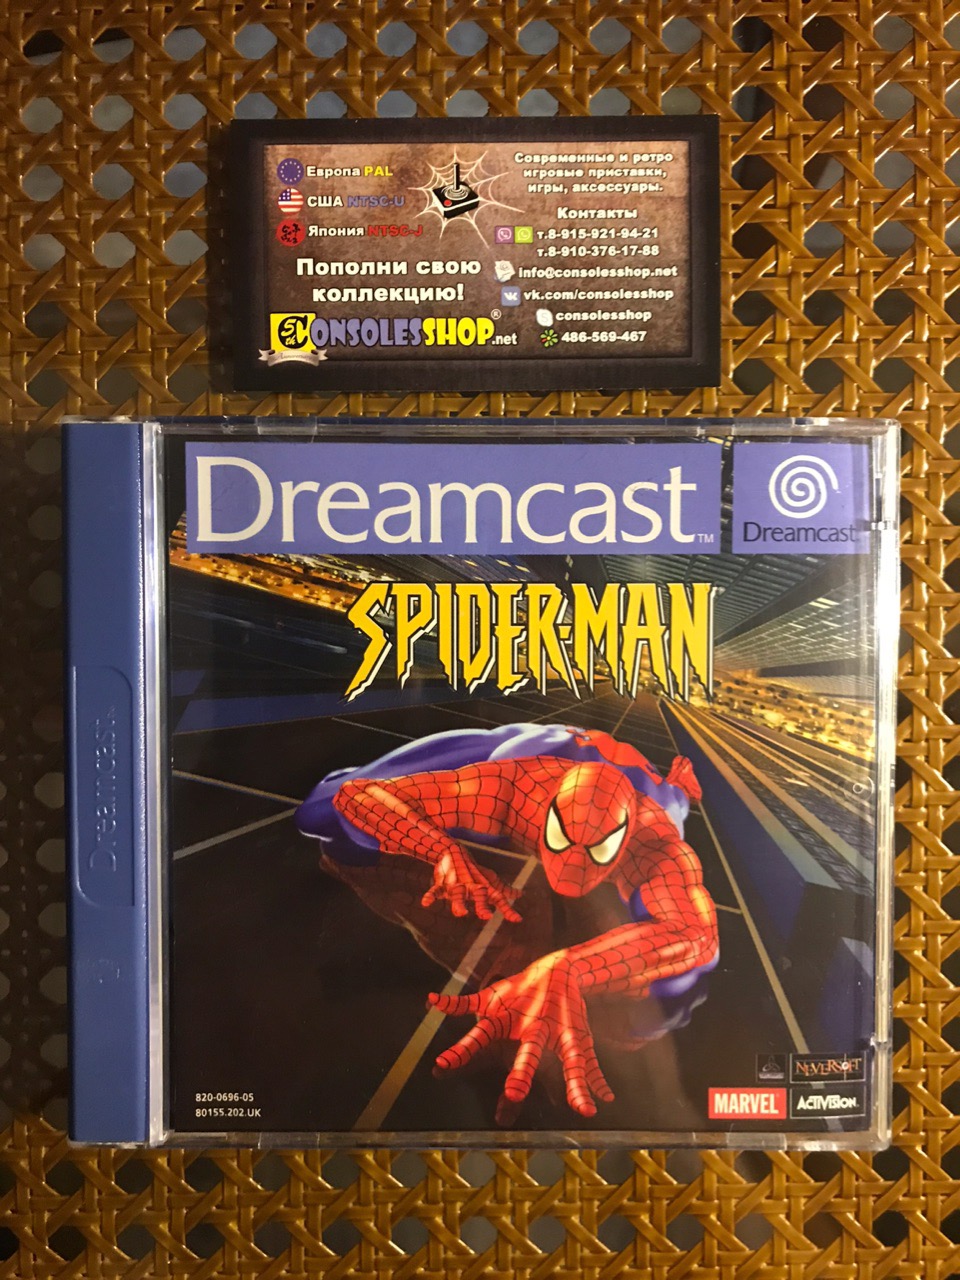 Европа PAL
США NTSC-U
Япония NTSC-J
Пополни свою
коллекцию!
CONSOLESSHOP.net®
5th
Anniversary
Современные и ретро
игровые приставки,
игры, аксессуары.
Контакты
т.8-915-921-94-21
т.8-910-376-17-88
info@consolesshop.net
vk.com/consolesshop
consolesshop
486-569-467
Dreamcast™
Dreamcast
SPIDER-MAN
Dreamcast
820-0696-05
80155.202.UK
NEVERSOFT
MARVEL
ACTIVISION